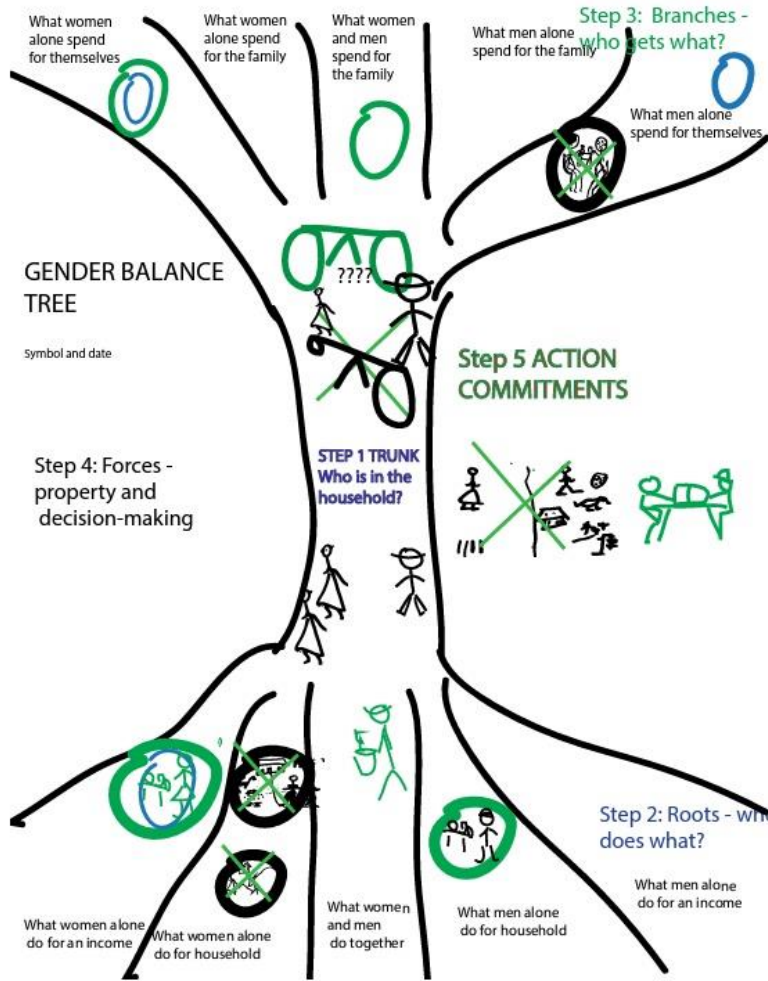 What women
alone spend
for themselves
What women
alone spend
for the family
What women
and men
spend for
the family
What men alone
spend for the family
Step 3: Branches -
who gets what?
What men alone
spend for themselves
GENDER BALANCE
TREE
Symbol and date
????
Step 5 ACTION
COMMITMENTS
Step 4: Forces -
property and
decision-making
STEP 1 TRUNK
Who is in the
household?
Step 2: Roots - who
does what?
What women alone
do for an income
What women alone
do for household
What women
and men
do together
What men alone
do for household
What men alone
do for an income